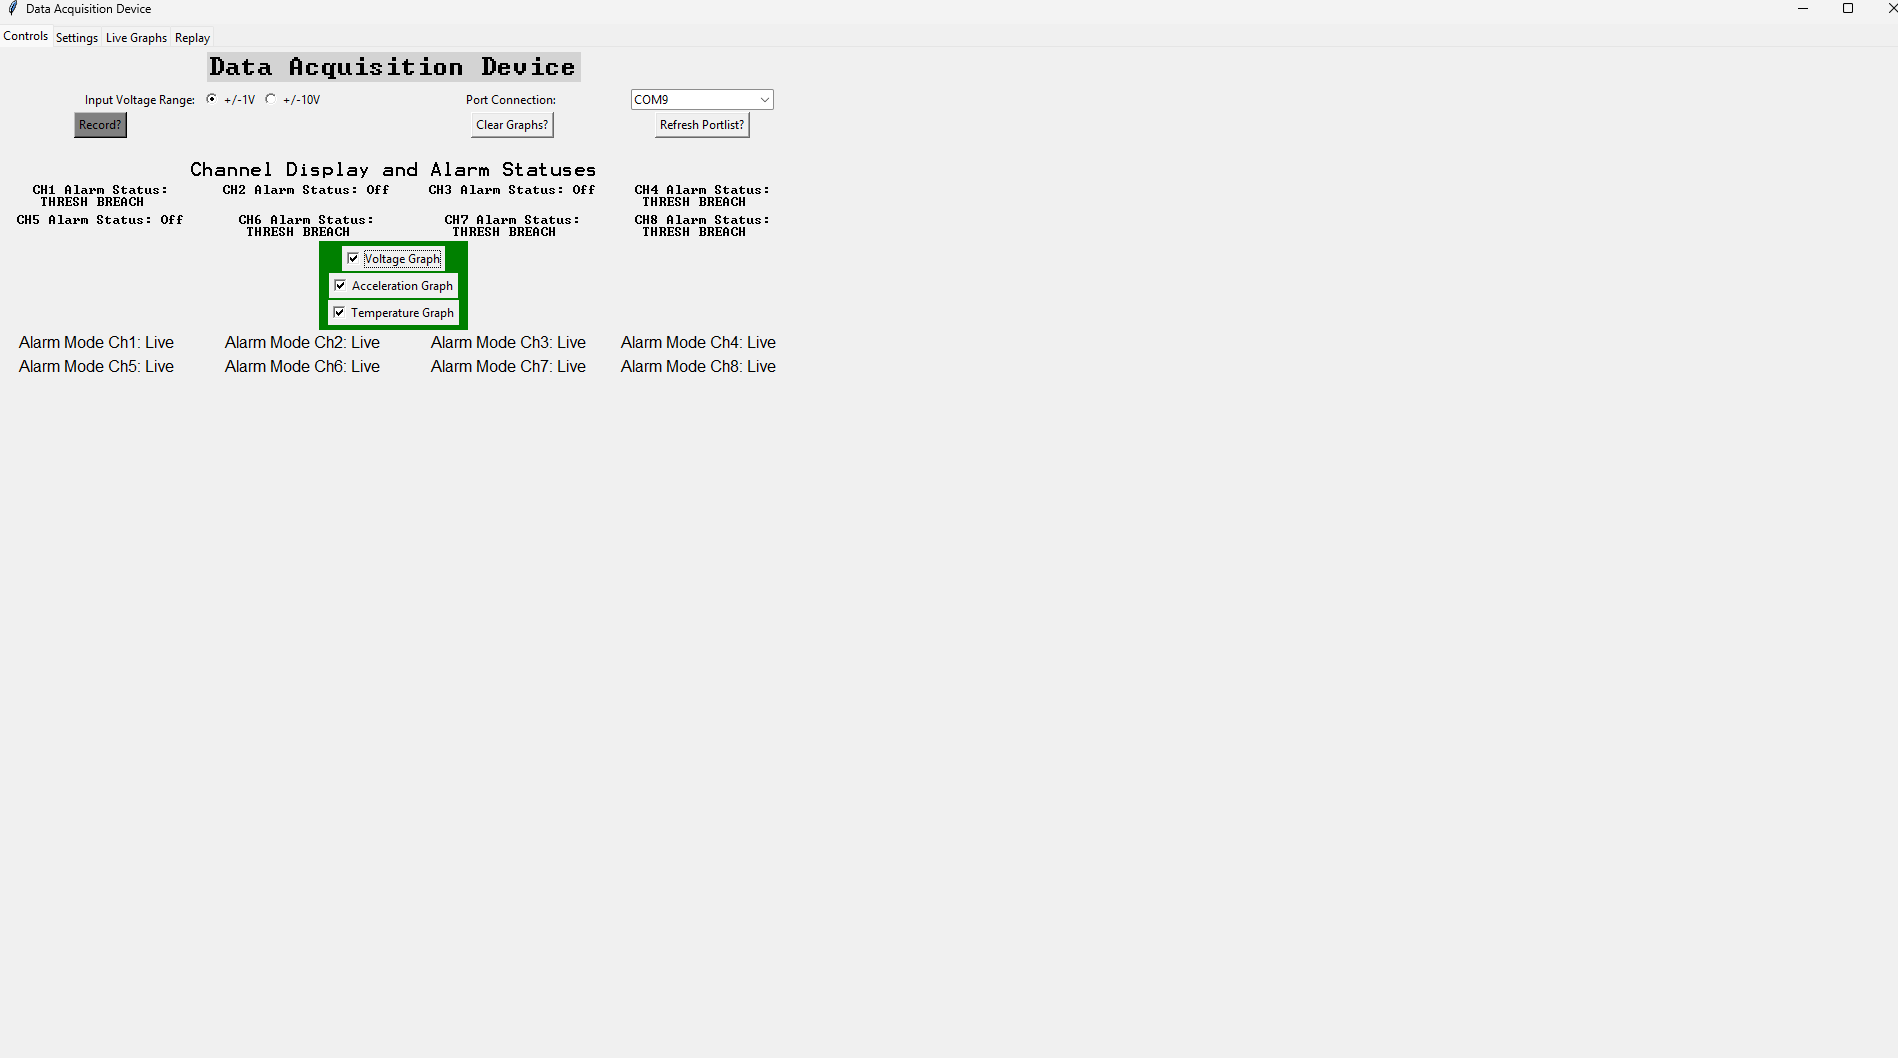 Data Acquisition Device
Controls Settings Live Graphs Replay
Data Acquisition Device
Input Voltage Range: +/-1V +/-10V Port Connection: COM9
Record? Clear Graphs? Refresh Portlist?
Channel Display and Alarm Statuses
CH1 Alarm Status: THRESH BREACH
CH2 Alarm Status: Off
CH3 Alarm Status: Off
CH4 Alarm Status: THRESH BREACH
CH5 Alarm Status: Off
CH6 Alarm Status: THRESH BREACH
CH7 Alarm Status: THRESH BREACH
CH8 Alarm Status: THRESH BREACH
Voltage Graph
Acceleration Graph
Temperature Graph
Alarm Mode Ch1: Live Alarm Mode Ch2: Live Alarm Mode Ch3: Live Alarm Mode Ch4: Live
Alarm Mode Ch5: Live Alarm Mode Ch6: Live Alarm Mode Ch7: Live Alarm Mode Ch8: Live